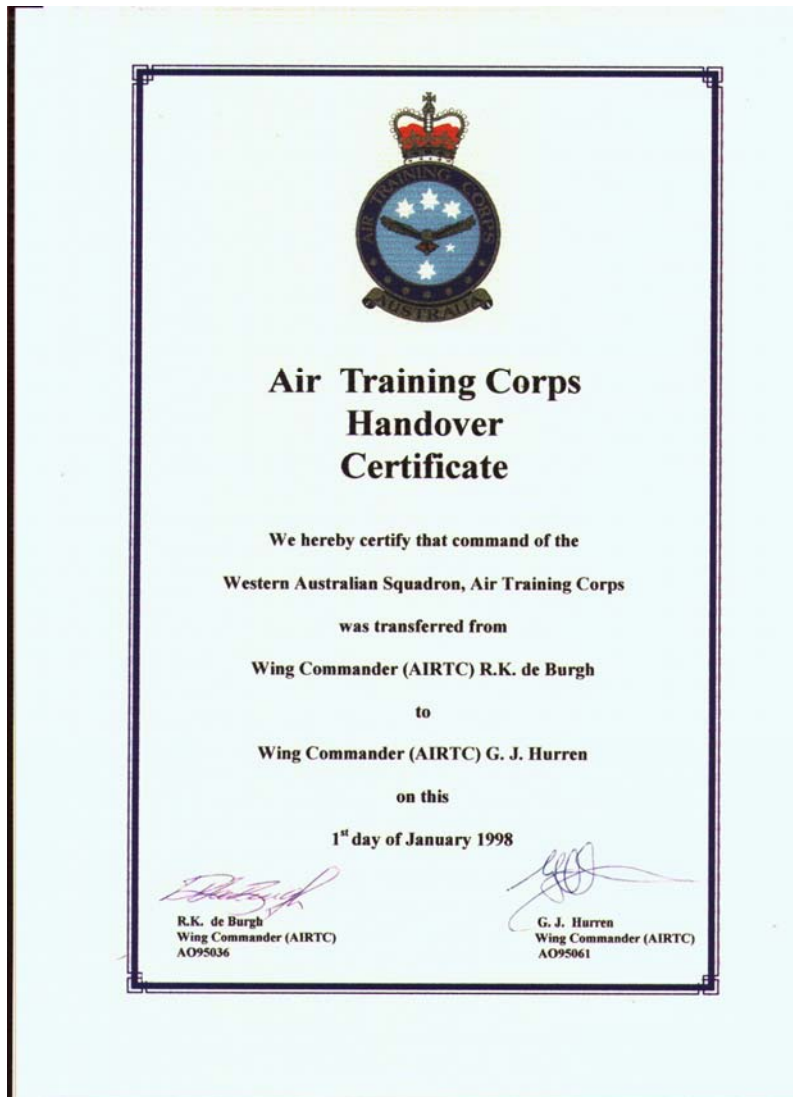 AIR TRAINING CORPS
AUSTRALIA
Air Training Corps
Handover
Certificate
We hereby certify that command of the
Western Australian Squadron, Air Training Corps
was transferred from
Wing Commander (AIRTC) R.K. de Burgh
to
Wing Commander (AIRTC) G. J. Hurren
on this
1st day of January 1998
R.K. de Burgh
Wing Commander (AIRTC)
AO95036
G. J. Hurren
Wing Commander (AIRTC)
AO95061